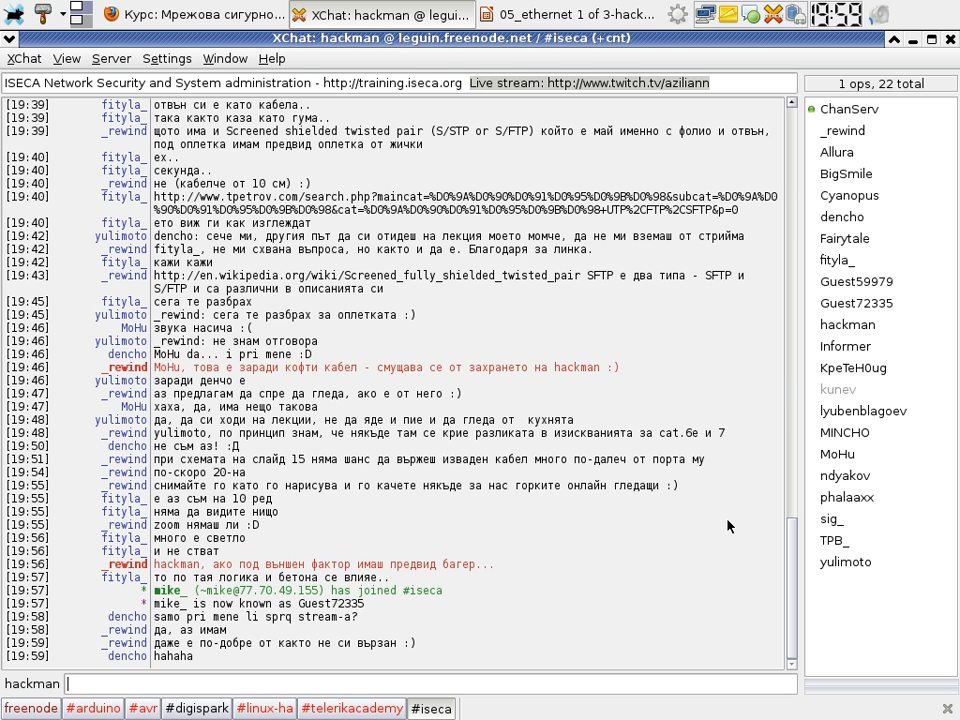 Курс: Мрежова сигурно... XChat: hackman @ legui... 05_ethernet 1 of 3-hack... 19:59
XChat: hackman @ leguin.freenode.net / #iseca (+cnt)
XChat View Server Settings Window Help
ISECA Network Security and System administration - http://training.iseca.org Live stream: http://www.twitch.tv/aziliann 1 ops, 22 total
[19:39] fityla_ отвън си е като кабела..
[19:39] fityla_ така както каза като гума..
[19:39] _rewind щото има и Screened shielded twisted pair (S/STP or S/FTP) който е май именно с фолио и отвън,
под оплетка имам предвид оплетка от жички
[19:40] fityla_ ех..
[19:40] fityla_ секунда..
[19:40] _rewind не (кабелче от 10 см) :)
[19:40] fityla_ http://www.tpetrov.com/search.php?maincat=%D0%9A%D0%90%D0%91%D0%95%D0%9B%D0%98&subcat=%D0%9A%D0
%90%D0%91%D0%95%D0%9B%D0%98&cat=%D0%9A%D0%90%D0%91%D0%95%D0%9B%D0%98+UTP%2CFTP%2CSFTP&p=0
[19:40] fityla_ ето виж ги как изглеждат
[19:42] yulimoto dencho: сече ми, другия път да си отидеш на лекция моето момче, да не ми вземаш от стрийма
[19:42] _rewind fityla_, не ми схвана въпроса, но както и да е. Благодаря за линка.
[19:42] fityla_ кажи кажи
[19:43] _rewind http://en.wikipedia.org/wiki/Screened_fully_shielded_twisted_pair SFTP е два типа - SFTP и
S/FTP и са различни в описанията си
[19:45] fityla_ сега те разбрах
[19:45] yulimoto _rewind: сега те разбрах за оплетката :)
[19:46] MoHu звука насича :(
[19:46] yulimoto _rewind: не знам отговора
[19:46] dencho MoHu da... i pri mene :D
[19:46] _rewind MoHu, това е заради кофти кабел - смущава се от захрането на hackman :)
[19:46] yulimoto заради денчо е
[19:47] _rewind аз предлагам да спре да гледа, ако е от него :)
[19:47] MoHu хаха, да, има нещо такова
[19:48] yulimoto да, да си ходи на лекции, не да яде и пие и да гледа от кухнята
[19:48] _rewind yulimoto, по принцип знам, че някъде там се крие разликата в изискванията за cat.6e и 7
[19:50] dencho не съм аз! :Д
[19:51] _rewind при схемата на слайд 15 няма шанс да вържеш изваден кабел много по-далеч от порта му
[19:54] _rewind по-скоро 20-на
[19:55] _rewind снимайте го като го нарисува и го качете някъде за нас горките онлайн гледащи :)
[19:55] fityla_ е аз съм на 10 ред
[19:55] fityla_ няма да видите нищо
[19:55] _rewind zoom нямаш ли :D
[19:56] fityla_ много е светло
[19:56] fityla_ и не стват
[19:56] _rewind hackman, ако под външен фактор имаш предвид багер...
[19:57] fityla_ то по тая логика и бетона се влияе..
[19:57] * mike_ (~mike@77.70.49.155) has joined #iseca
[19:57] * mike_ is now known as Guest72335
[19:58] dencho samo pri mene li sprq stream-a?
[19:58] _rewind да, аз имам
[19:59] _rewind даже е по-добре от както не си вързан :)
[19:59] dencho hahaha
ChanServ
_rewind
Allura
BigSmile
Cyanopus
dencho
Fairytale
fityla_
Guest59979
Guest72335
hackman
Informer
KpeTeH0ug
kunev
lyubenblagoev
MINCHO
MoHu
ndyakov
phalaaxx
sig_
TPB_
yulimoto
hackman
freenode #arduino #avr #digispark #linux-ha #telerikacademy #iseca